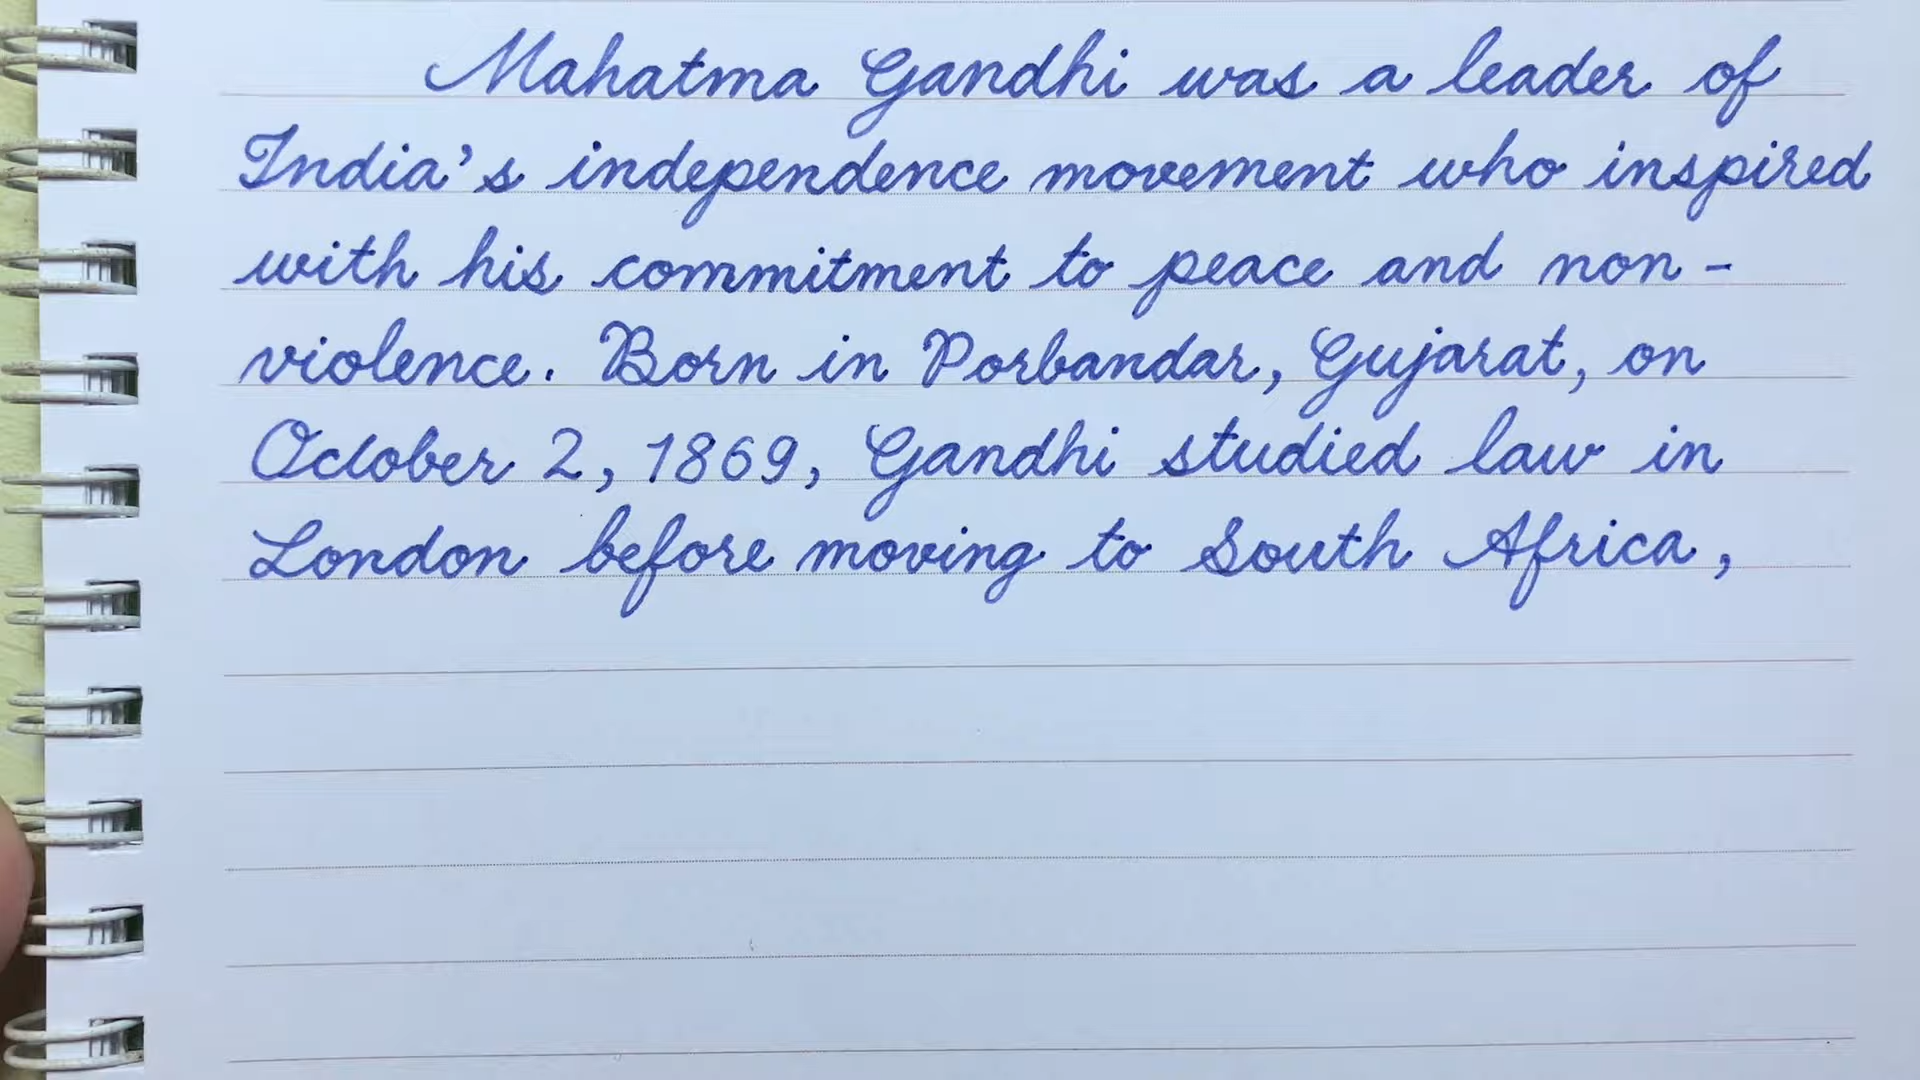 Mahatma Gandhi was a leader of
India's independence movement who inspired
with his commitment to peace and non-
violence. Born in Porbandar, Gujarat, on
October 2, 1869, Gandhi studied law in
London before moving to South Africa,